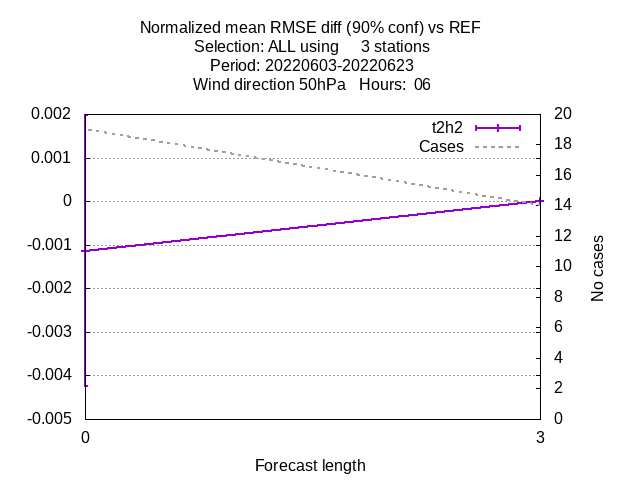 Normalized mean RMSE diff (90% conf) vs REF
Selection: ALL using     3 stations
Period: 20220603-20220623
Wind direction 50hPa   Hours:  06
0.002
0.001
0
-0.001
-0.002
-0.003
-0.004
-0.005
20
18
16
14
12
10
8
6
4
2
0
t2h2
Cases
No cases
0
3
Forecast length